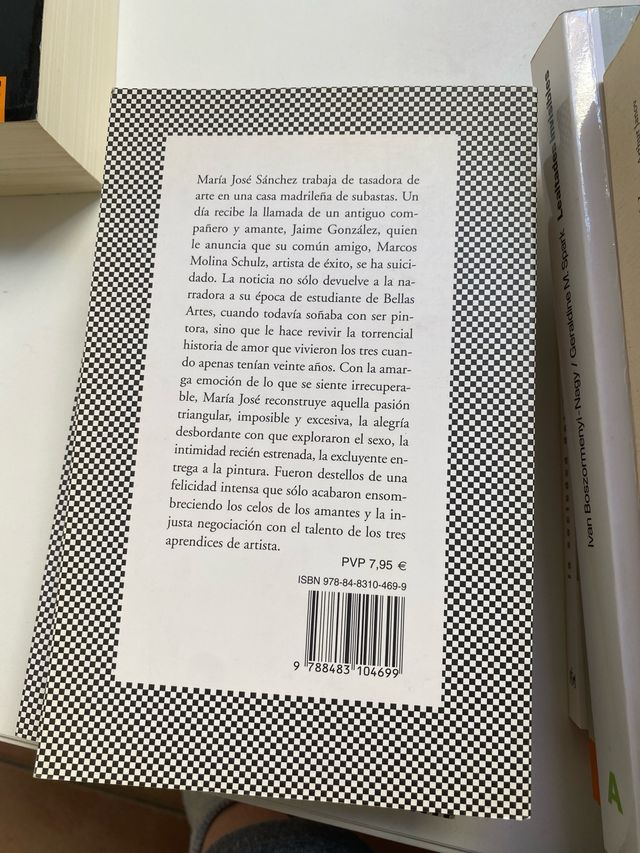 María José Sánchez trabaja de tasadora de
arte en una casa madrileña de subastas. Un
día recibe la llamada de un antiguo com-
pañero y amante, Jaime González, quien
le anuncia que su común amigo, Marcos
Molina Schulz, artista de éxito, se ha suici-
dado. La noticia no sólo devuelve a la na-
rradora a su época de estudiante de Bellas
Artes, cuando todavía soñaba con ser pin-
tora, sino que le hace revivir la torrencial
historia de amor que vivieron los tres cuan-
do apenas tenían veinte años. Con la amar-
ga emoción de lo que se siente irrecupera-
ble, María José reconstruye aquella pasión
triangular, imposible y excesiva, la alegría
desbordante con que exploraron el sexo, la
intimidad recién estrenada, la excluyente en-
trega a la pintura. Fueron destellos de una
felicidad intensa que sólo acabaron ensom-
breciendo los celos de los amantes y la in-
justa negociación con el talento de los tres
aprendices de artista.
PVP 7,95 €
ISBN 978-84-8310-469-9
9 788483 104699
Ivan Boszormenyi-Nagy / Geraldine M. Spark Lealtades invisibles
A